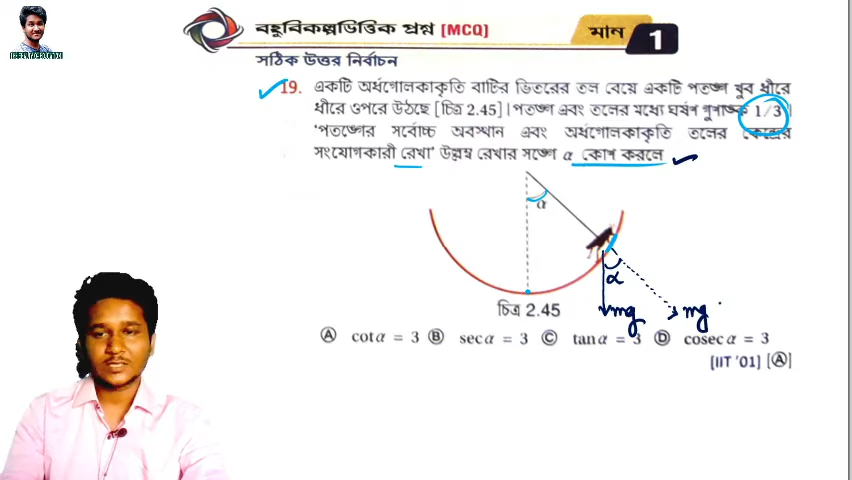 বহুবিকল্পভিত্তিক প্রশ্ন [MCQ]
মান 1
সঠিক উত্তর নির্বাচন
19. একটি অর্ধগোলকাকৃতি বাটির ভিতরের তল বেয়ে একটি পতঙ্গ খুব ধীরে
ধীরে ওপরে উঠছে [চিত্র 2.45]। পতঙ্গ এবং তলের মধ্যে ঘর্ষণ গুণাঙ্ক 1/3।
'পতঙ্গের সর্বোচ্চ অবস্থান এবং অর্ধগোলকাকৃতি তলের কেন্দ্রের
সংযোগকারী রেখা' উল্লম্ব রেখার সঙ্গে α কোণ করলে
α
α
চিত্র 2.45
mg
mg
Ⓐ cotα = 3 Ⓑ secα = 3 Ⓒ tanα = 3 Ⓓ cosecα = 3
[IIT '01] [Ⓐ]